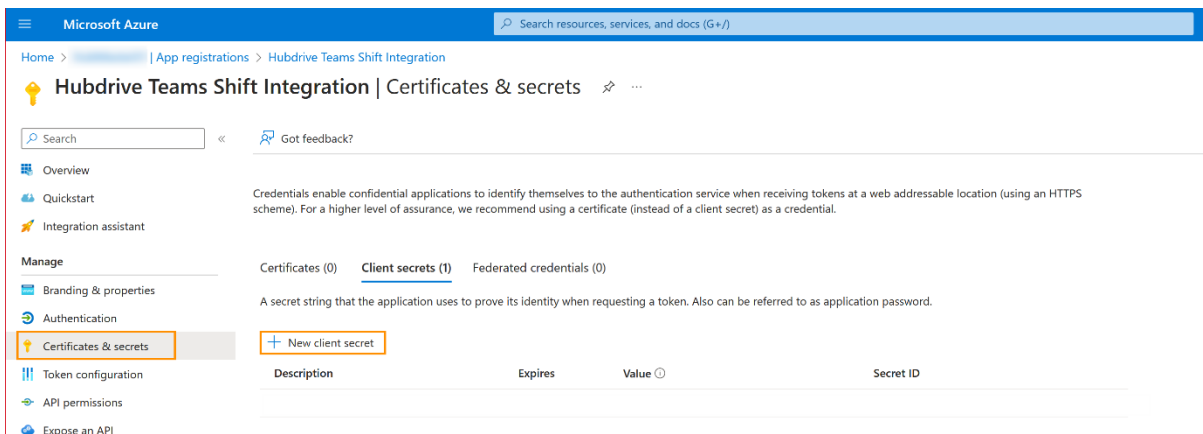 Microsoft Azure
Search resources, services, and docs (G+/)
Home > | App registrations > Hubdrive Teams Shift Integration
Hubdrive Teams Shift Integration | Certificates & secrets
Search
«
Got feedback?
Overview
Quickstart
Integration assistant
Manage
Branding & properties
Authentication
Certificates & secrets
Token configuration
API permissions
Expose an API
Credentials enable confidential applications to identify themselves to the authentication service when receiving tokens at a web addressable location (using an HTTPS
scheme). For a higher level of assurance, we recommend using a certificate (instead of a client secret) as a credential.
Certificates (0) Client secrets (1) Federated credentials (0)
A secret string that the application uses to prove its identity when requesting a token. Also can be referred to as application password.
+ New client secret
Description Expires Value Secret ID